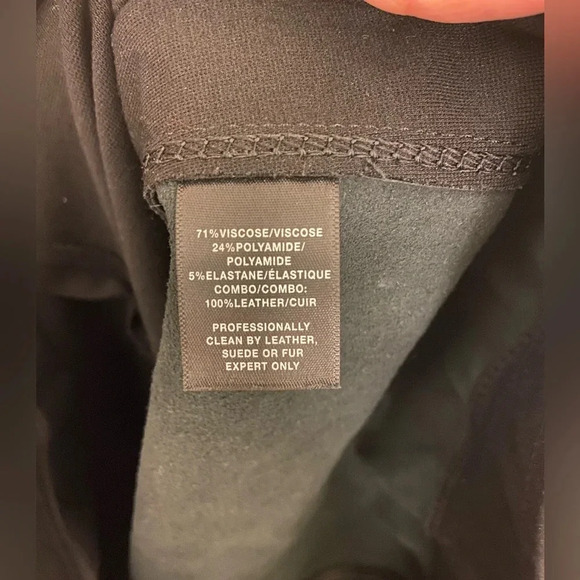 71%VISCOSE/VISCOSE
24%POLYAMIDE/
POLYAMIDE
5%ELASTANE/ÉLASTIQUE
COMBO/COMBO:
100%LEATHER/CUIR
PROFESSIONALLY
CLEAN BY LEATHER,
SUEDE OR FUR
EXPERT ONLY